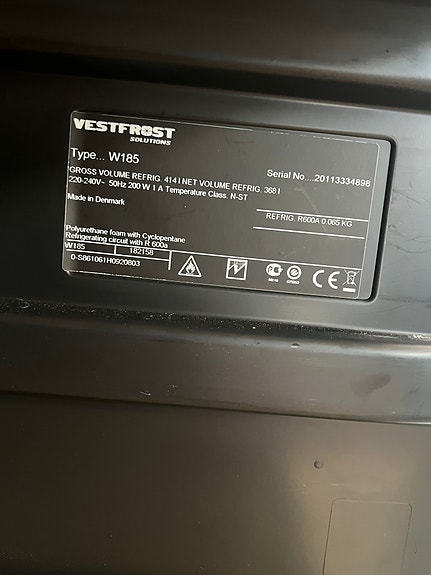 VESTFROST
SOLUTIONS
Type... W185
Serial No....20113334898
GROSS VOLUME REFRIG. 414 l NET VOLUME REFRIG. 368 l
220-240V~ 50Hz 200 W 1 A Temperature Class. N-ST
Made in Denmark
REFRIG. R600A 0.065 KG
Polyurethane foam with Cyclopentane
Refrigerating circuit with R 600a
W185 182158
0-S861061H0920803
CE